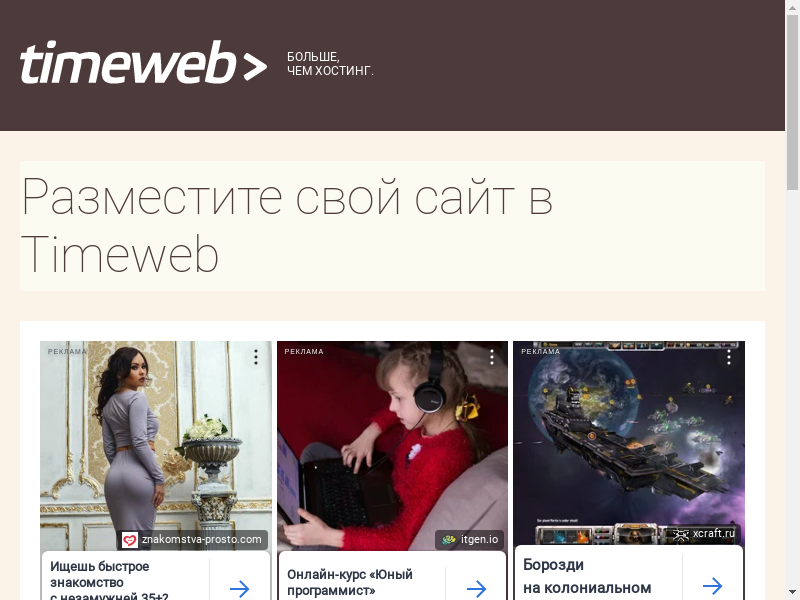 timeweb>
БОЛЬШЕ,
ЧЕМ ХОСТИНГ.
Разместите свой сайт в
Timeweb
РЕКЛАМА
znakomstva-prosto.com
Ищешь быстрое
знакомство
с незамужней 35+?
РЕКЛАМА
itgen.io
Онлайн-курс «Юный
программист»
РЕКЛАМА
xcraft.ru
Борозди
на колониальном